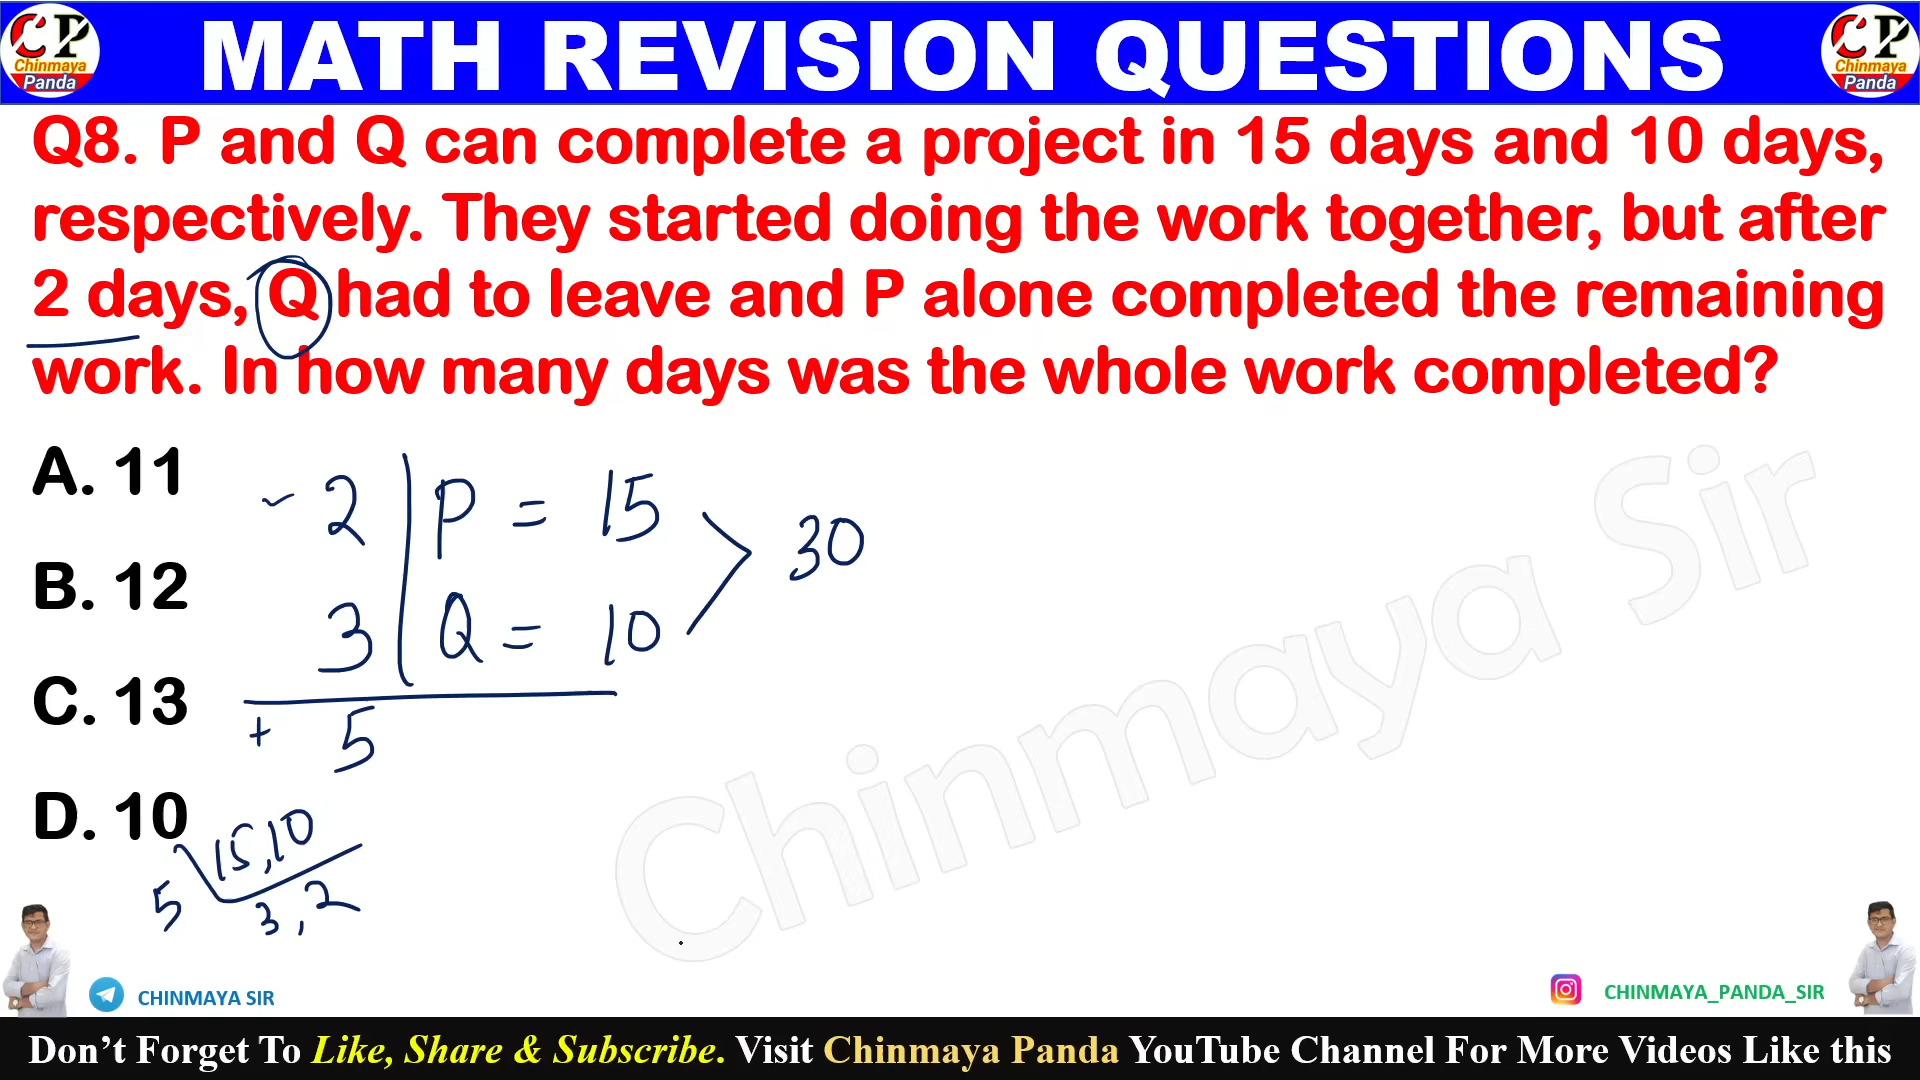 CP Chinmaya Panda MATH REVISION QUESTIONS CP Chinmaya Panda
Q8. P and Q can complete a project in 15 days and 10 days,
respectively. They started doing the work together, but after
2 days, Q had to leave and P alone completed the remaining
work. In how many days was the whole work completed?
A. 11
B. 12
C. 13
D. 10
2 | P = 15
3 | Q = 10
> 30
+ 5
15,10
5
3,2
Chinmaya Sir
CHINMAYA SIR
CHINMAYA_PANDA_SIR
Don’t Forget To Like, Share & Subscribe. Visit Chinmaya Panda YouTube Channel For More Videos Like this